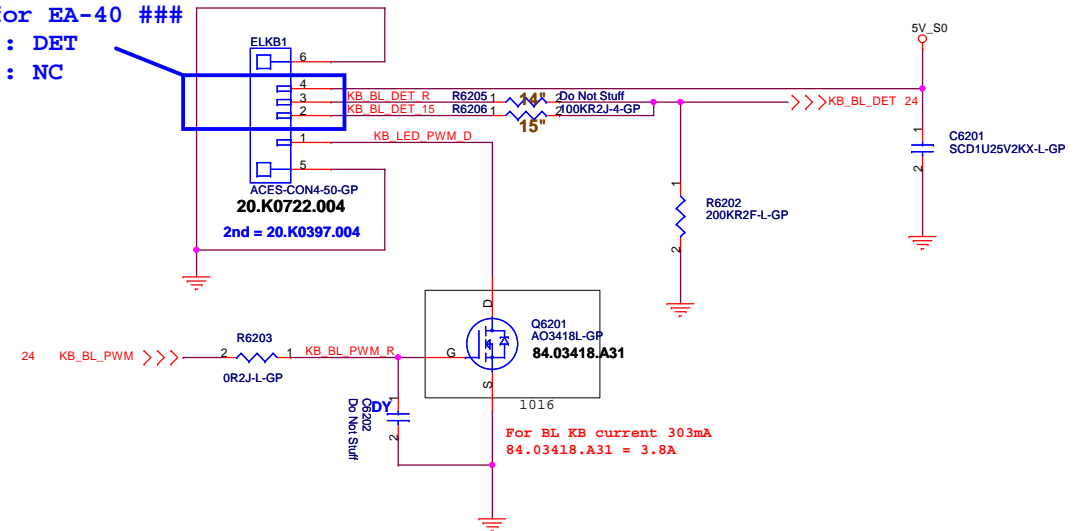 for EA-40 ###
: DET
: NC
5V_S0
ELKB1
6
4
3
2
1
5
KB_BL_DET_R
R6205
1
14"
2
Do Not Stuff
KB_BL_DET_15
R6206
1
15"
2
100KR2J-4-GP
KB_BL_DET 24
KB_LED_PWM_D
1
C6201
SCD1U25V2KX-L-GP
2
ACES-CON4-50-GP
20.K0722.004
2nd = 20.K0397.004
1
R6202
200KR2F-L-GP
2
D
Q6201
AO3418L-GP
84.03418.A31
G
S
1016
24 KB_BL_PWM
2
R6203
1
0R2J-L-GP
KB_BL_PWM_R
1
DY
C6202
Do Not Stuff
2
For BL KB current 303mA
84.03418.A31 = 3.8A